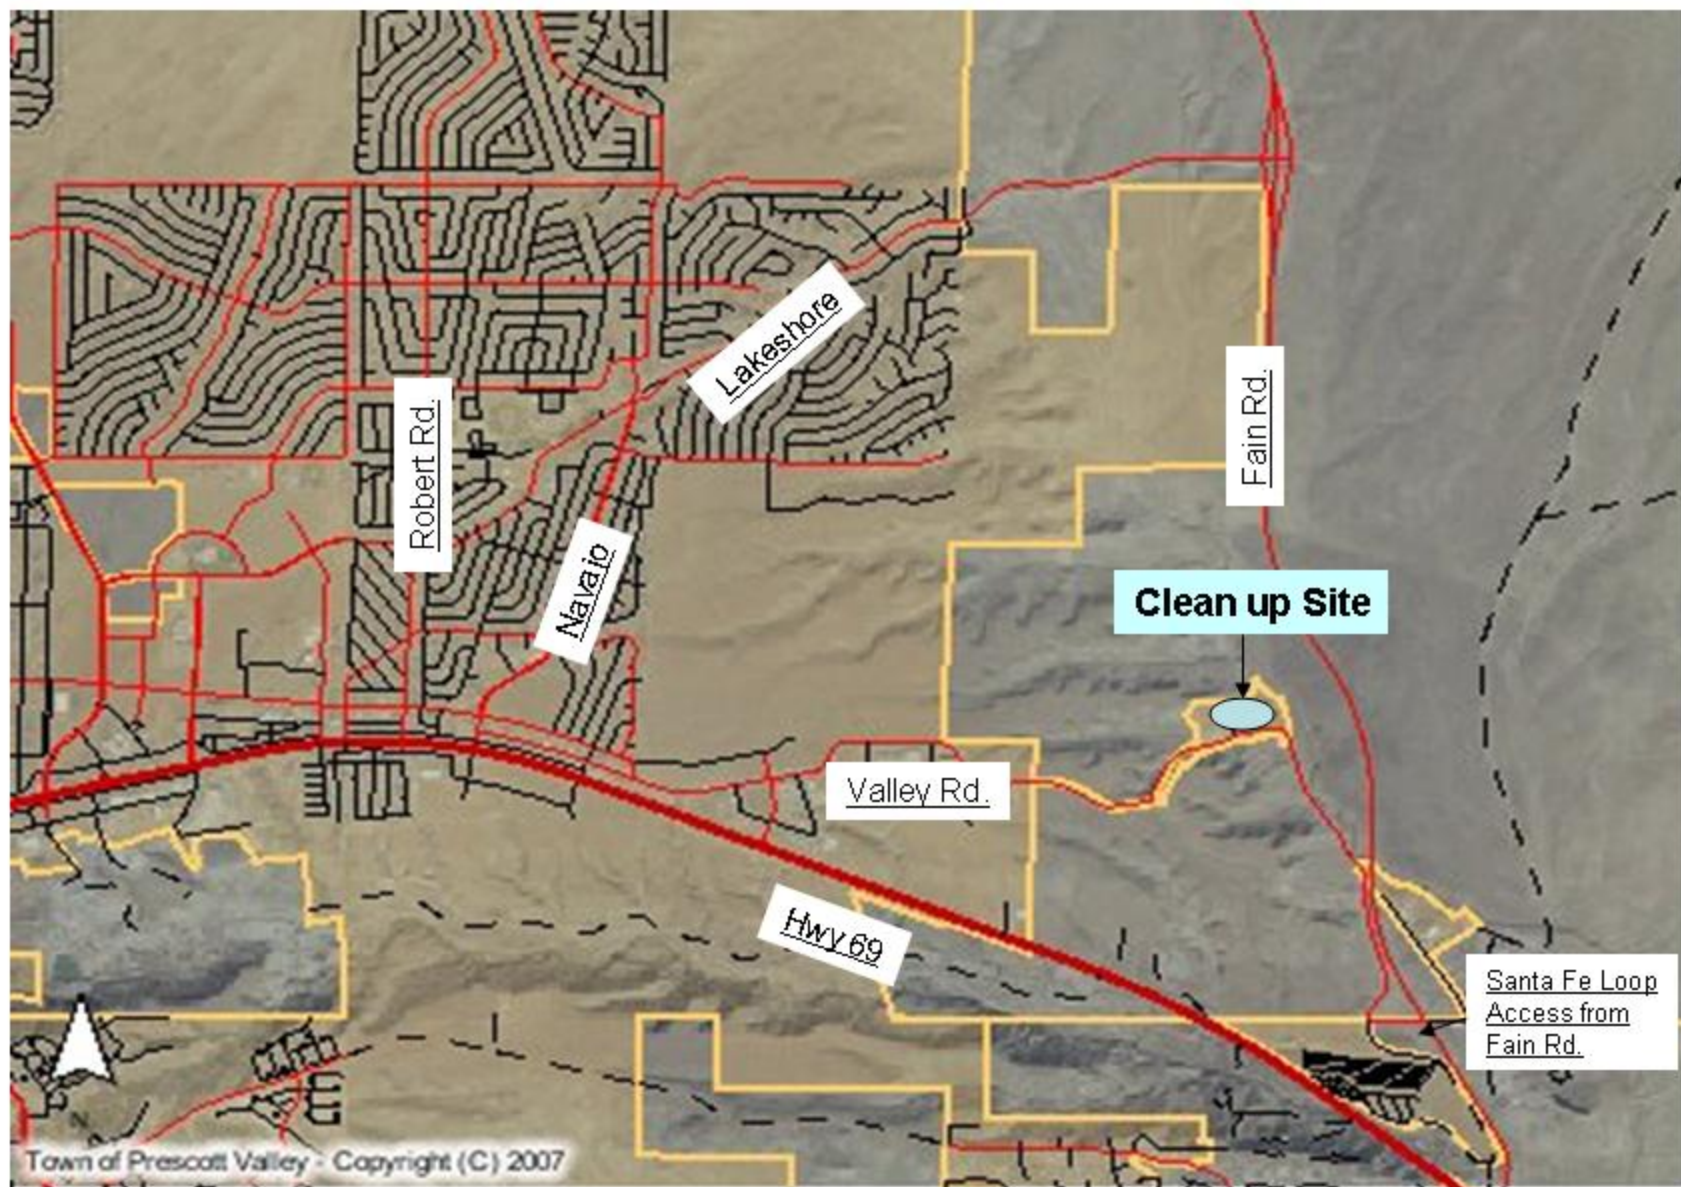 Lakeshore
Robert Rd.
Fain Rd.
Navajo
Clean up Site
Valley Rd.
Hwy 69
Santa Fe Loop
Access from
Fain Rd.
Town of Prescott Valley - Copyright (C) 2007